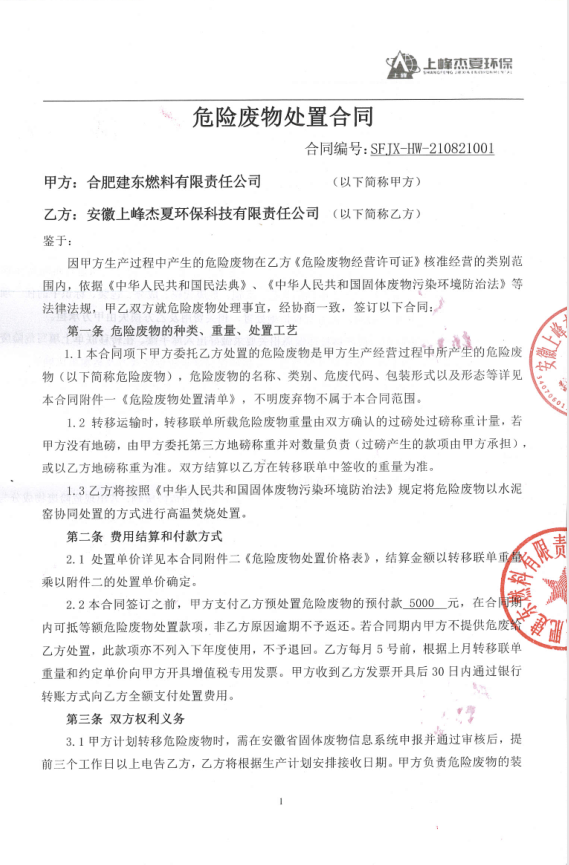 上峰杰夏环保
SHANGFENG JIEXIA ENVIRONMENTAL
上峰
危险废物处置合同
合同编号:SFJX-HW-210821001
甲方：合肥建东燃料有限责任公司 （以下简称甲方）
乙方：安徽上峰杰夏环保科技有限责任公司 （以下简称乙方）
鉴于：
因甲方生产过程中产生的危险废物在乙方《危险废物经营许可证》核准经营的类别范
围内，依据《中华人民共和国民法典》、《中华人民共和国固体废物污染环境防治法》等
法律法规，甲乙双方就危险废物处理事宜，经协商一致，签订以下合同：
第一条 危险废物的种类、重量、处置工艺
1.1 本合同项下甲方委托乙方处置的危险废物是甲方生产经营过程中所产生的危险废
物（以下简称危险废物），危险废物的名称、类别、危废代码、包装形式以及形态等详见
本合同附件一《危险废物处置清单》，不明废弃物不属于本合同范围。
1.2 转移运输时，转移联单所载危险废物重量由双方确认的过磅处过磅称重计量，若
甲方没有地磅，由甲方委托第三方地磅称重并对数量负责（过磅产生的款项由甲方承担），
或以乙方地磅称重为准。双方结算以乙方在转移联单中签收的重量为准。
1.3 乙方将按照《中华人民共和国固体废物污染环境防治法》规定将危险废物以水泥
窑协同处置的方式进行高温焚烧处置。
第二条 费用结算和付款方式
2.1 处置单价详见本合同附件二《危险废物处置价格表》，结算金额以转移联单重量
乘以附件二的处置单价确定。
2.2 本合同签订之前，甲方支付乙方预处置危险废物的预付款 5000 元，在合同期
内可抵等额危险废物处置款项，非乙方原因逾期不予返还。若合同期内甲方不提供危废给
乙方处置，此款项亦不列入下年度使用，不予退回。乙方每月 5 号前，根据上月转移联单
重量和约定单价向甲方开具增值税专用发票。甲方收到乙方发票开具后 30 日内通过银行
转账方式向乙方全额支付处置费用。
第三条 双方权利义务
3.1 甲方计划转移危险废物时，需在安徽省固体废物信息系统申报并通过审核后，提
前三个工作日以上电告乙方，乙方将根据生产计划安排接收日期。甲方负责危险废物的装
1
安徽上峰
建东燃料有限责